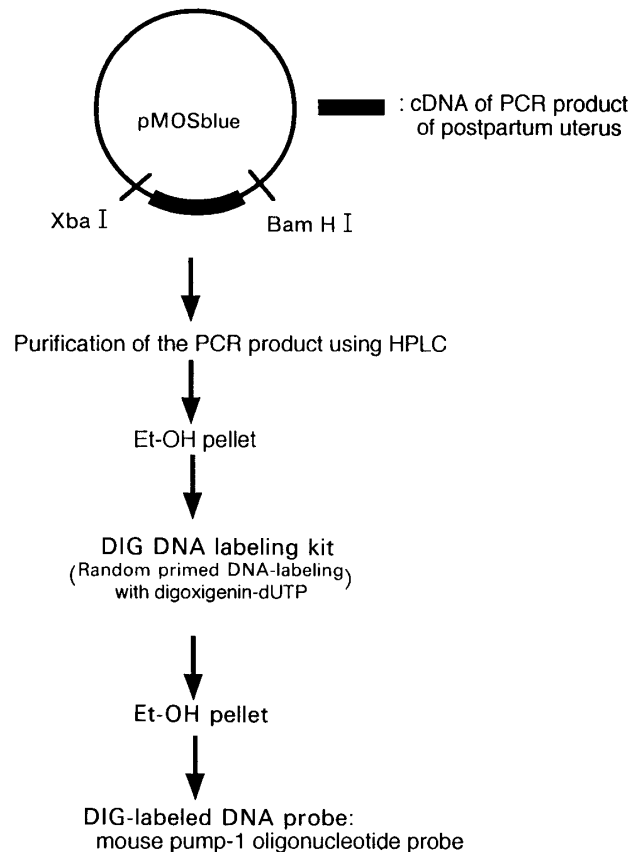 pMOSblue
: cDNA of PCR product
of postpartum uterus
Xba I
Bam H I
Purification of the PCR product using HPLC
Et-OH pellet
DIG DNA labeling kit
(Random primed DNA-labeling)
with digoxigenin-dUTP
Et-OH pellet
DIG-labeled DNA probe:
mouse pump-1 oligonucleotide probe